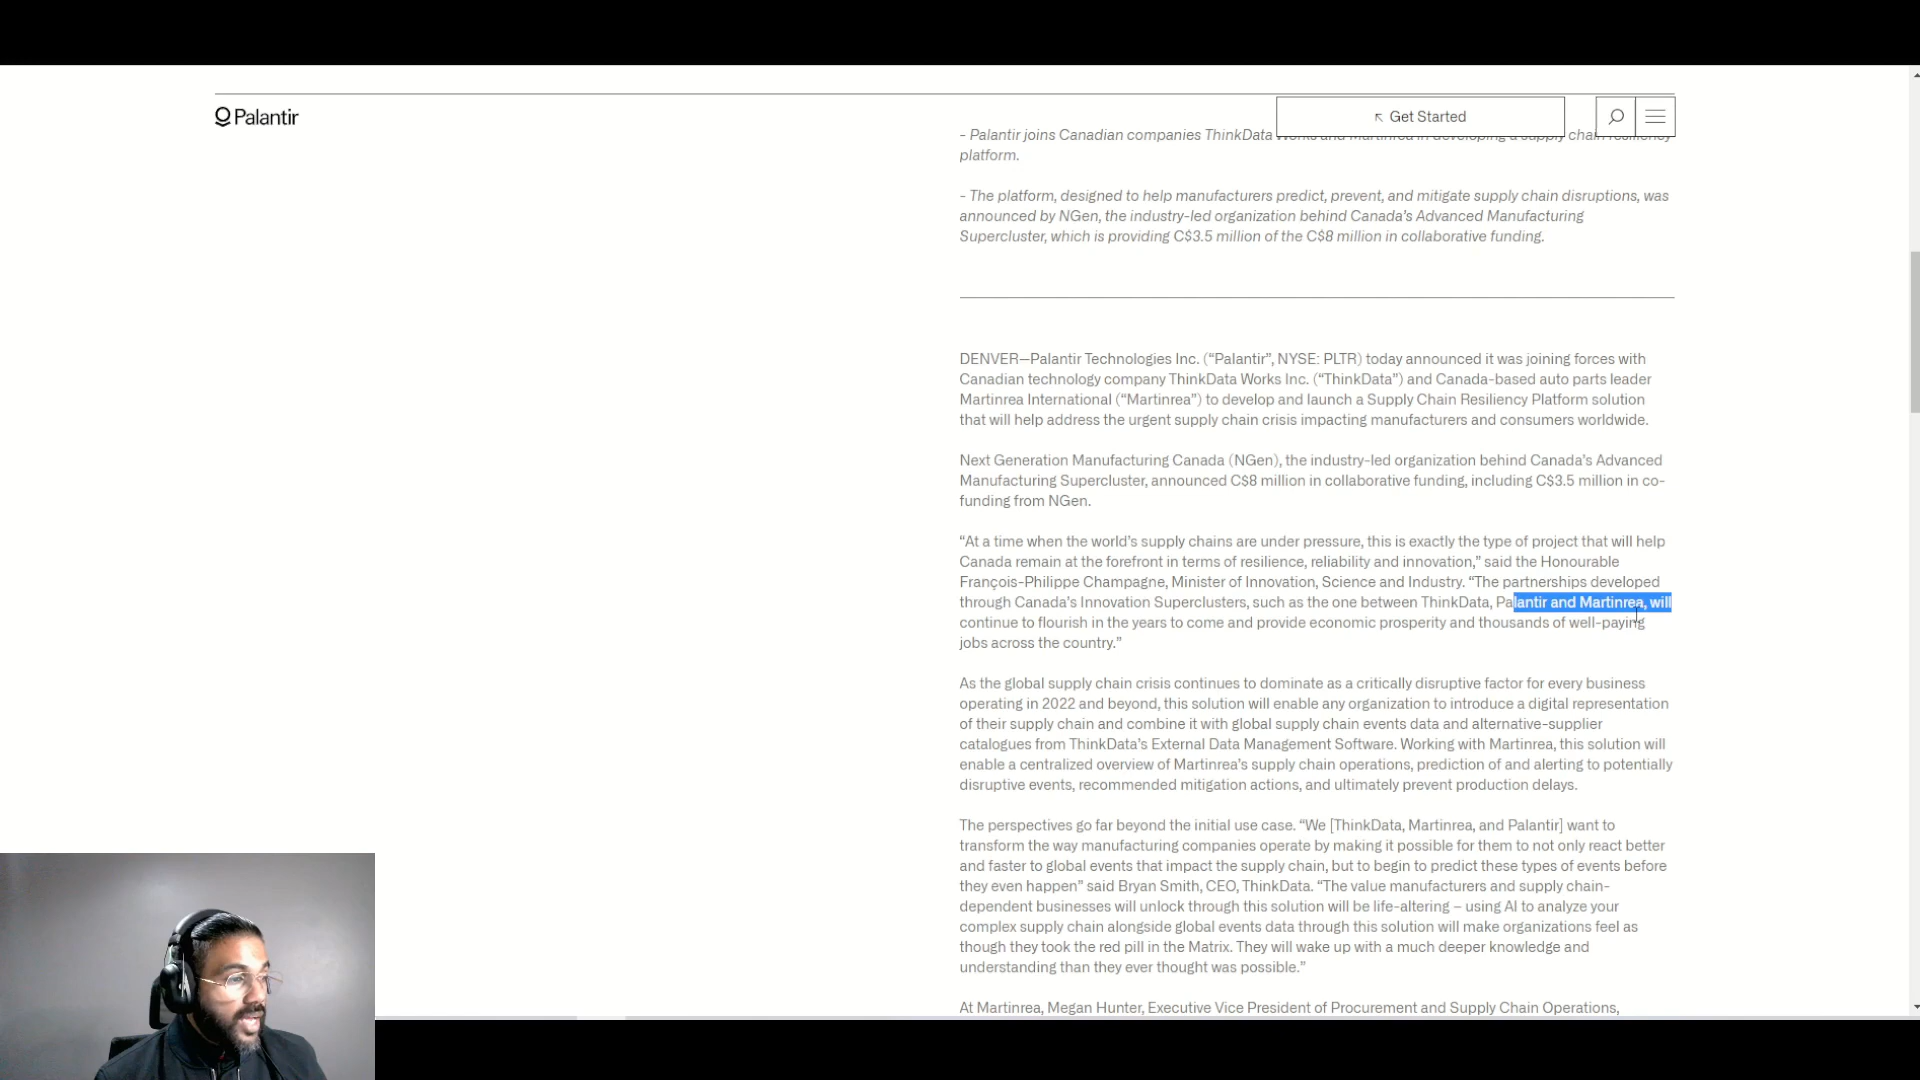 Palantir
Get Started
- Palantir joins Canadian companies ThinkData Works and Martinrea in developing a supply chain resiliency
platform.
- The platform, designed to help manufacturers predict, prevent, and mitigate supply chain disruptions, was
announced by NGen, the industry-led organization behind Canada’s Advanced Manufacturing
Supercluster, which is providing C$3.5 million of the C$8 million in collaborative funding.
DENVER—Palantir Technologies Inc. (“Palantir”, NYSE: PLTR) today announced it was joining forces with
Canadian technology company ThinkData Works Inc. (“ThinkData”) and Canada-based auto parts leader
Martinrea International (“Martinrea”) to develop and launch a Supply Chain Resiliency Platform solution
that will help address the urgent supply chain crisis impacting manufacturers and consumers worldwide.
Next Generation Manufacturing Canada (NGen), the industry-led organization behind Canada’s Advanced
Manufacturing Supercluster, announced C$8 million in collaborative funding, including C$3.5 million in co-
funding from NGen.
“At a time when the world’s supply chains are under pressure, this is exactly the type of project that will help
Canada remain at the forefront in terms of resilience, reliability and innovation,” said the Honourable
François-Philippe Champagne, Minister of Innovation, Science and Industry. “The partnerships developed
through Canada’s Innovation Superclusters, such as the one between ThinkData, Palantir and Martinrea, will
continue to flourish in the years to come and provide economic prosperity and thousands of well-paying
jobs across the country.”
As the global supply chain crisis continues to dominate as a critically disruptive factor for every business
operating in 2022 and beyond, this solution will enable any organization to introduce a digital representation
of their supply chain and combine it with global supply chain events data and alternative-supplier
catalogues from ThinkData’s External Data Management Software. Working with Martinrea, this solution will
enable a centralized overview of Martinrea’s supply chain operations, prediction of and alerting to potentially
disruptive events, recommended mitigation actions, and ultimately prevent production delays.
The perspectives go far beyond the initial use case. “We [ThinkData, Martinrea, and Palantir] want to
transform the way manufacturing companies operate by making it possible for them to not only react better
and faster to global events that impact the supply chain, but to begin to predict these types of events before
they even happen” said Bryan Smith, CEO, ThinkData. “The value manufacturers and supply chain-
dependent businesses will unlock through this solution will be life-altering – using AI to analyze your
complex supply chain alongside global events data through this solution will make organizations feel as
though they took the red pill in the Matrix. They will wake up with a much deeper knowledge and
understanding than they ever thought was possible.”
At Martinrea, Megan Hunter, Executive Vice President of Procurement and Supply Chain Operations,